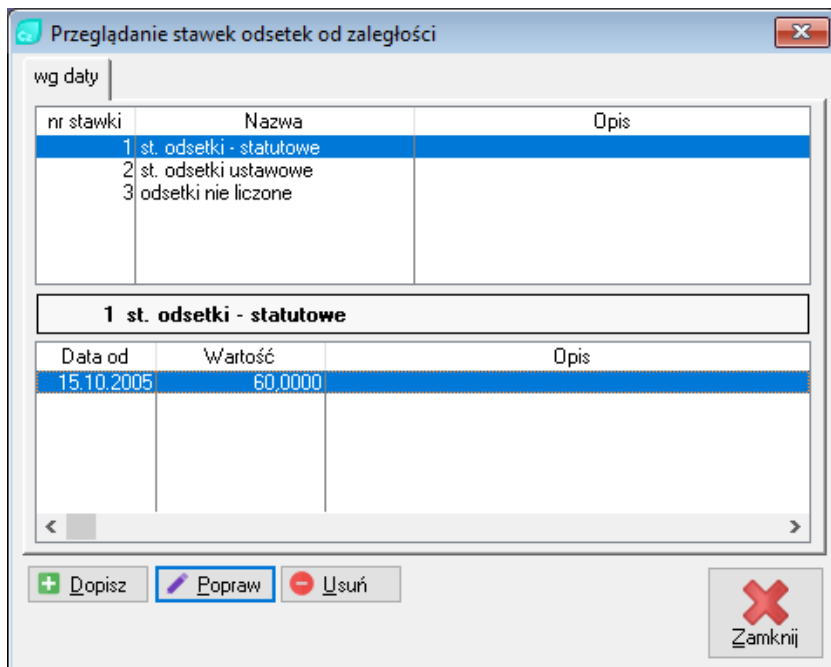 Przeglądanie stawek odsetek od zaległości
wg daty
nr stawki Nazwa Opis
1 st. odsetki - statutowe
2 st. odsetki ustawowe
3 odsetki nie liczone
1 st. odsetki - statutowe
Data od Wartość Opis
15.10.2005 60,0000
Dopisz Popraw Usuń
Zamknij